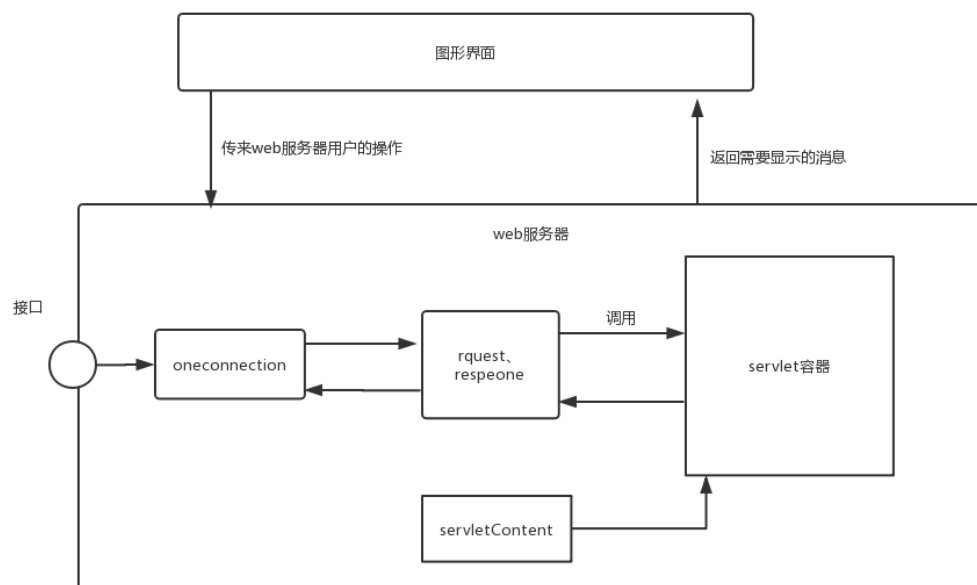 图形界面
传来web服务器用户的操作
返回需要显示的消息
web服务器
接口
oneconnection
rquest、
respeone
调用
servlet容器
servletContent